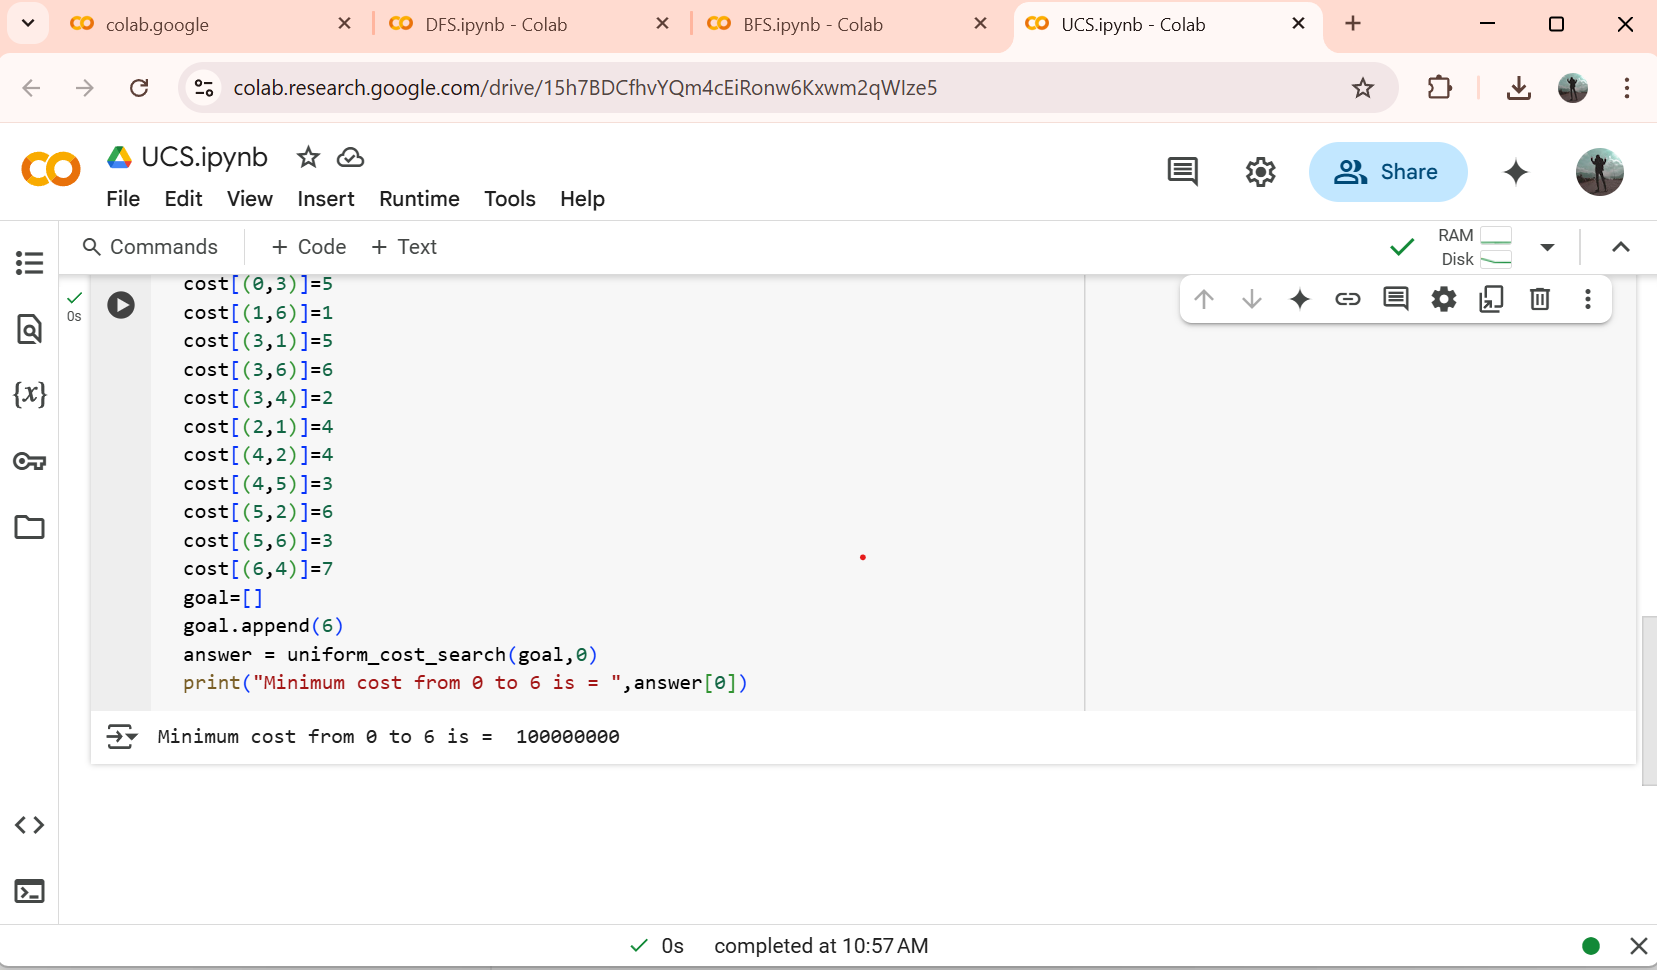 colab.google
DFS.ipynb - Colab
BFS.ipynb - Colab
UCS.ipynb - Colab
colab.research.google.com/drive/15h7BDCfhvYQm4cEiRonw6Kxwm2qWIze5
UCS.ipynb
File Edit View Insert Runtime Tools Help
Share
Commands + Code + Text
RAM
Disk
0s
cost[(0,3)]=5
cost[(1,6)]=1
cost[(3,1)]=5
cost[(3,6)]=6
cost[(3,4)]=2
cost[(2,1)]=4
cost[(4,2)]=4
cost[(4,5)]=3
cost[(5,2)]=6
cost[(5,6)]=3
cost[(6,4)]=7
goal=[]
goal.append(6)
answer = uniform_cost_search(goal,0)
print("Minimum cost from 0 to 6 is = ",answer[0])
Minimum cost from 0 to 6 is =  100000000
0s completed at 10:57 AM